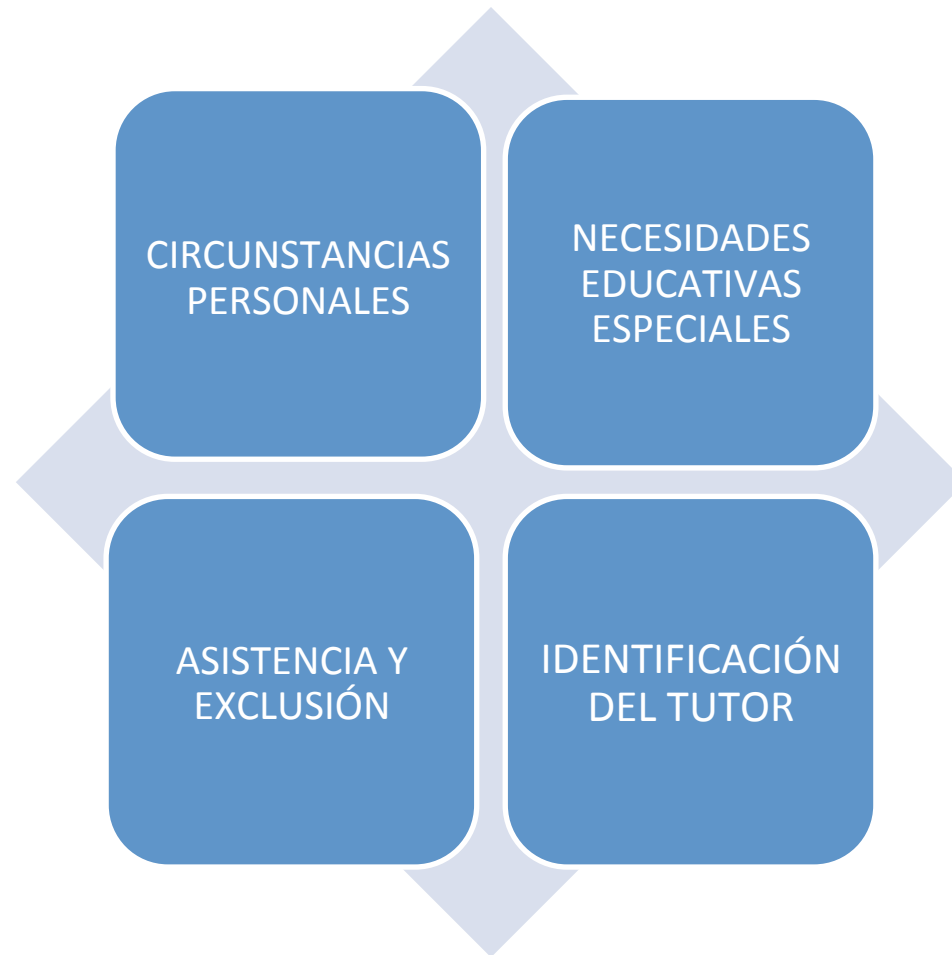 CIRCUNSTANCIAS
PERSONALES
NECESIDADES
EDUCATIVAS
ESPECIALES
ASISTENCIA Y
EXCLUSIÓN
IDENTIFICACIÓN
DEL TUTOR